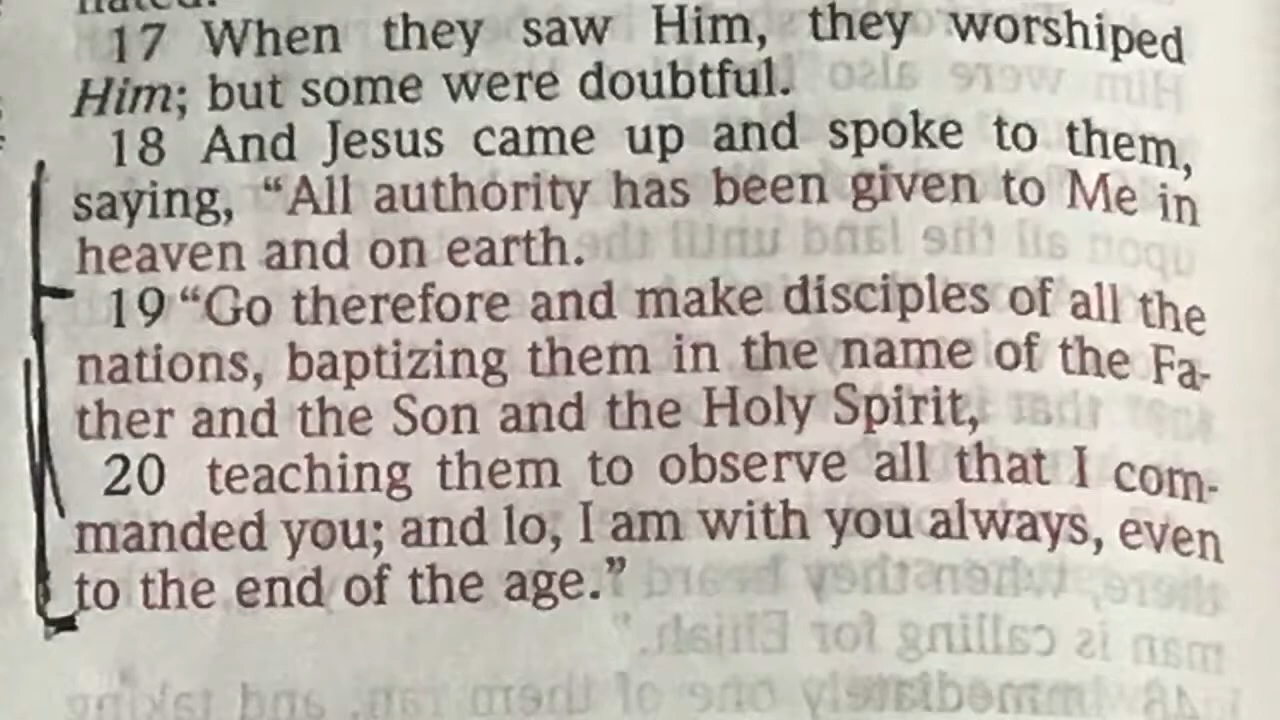 17 When they saw Him, they worshiped
Him; but some were doubtful.
18 And Jesus came up and spoke to them,
saying, “All authority has been given to Me in
heaven and on earth.
19 “Go therefore and make disciples of all the
nations, baptizing them in the name of the Fa-
ther and the Son and the Holy Spirit,
20 teaching them to observe all that I com-
manded you; and lo, I am with you always, even
to the end of the age.”